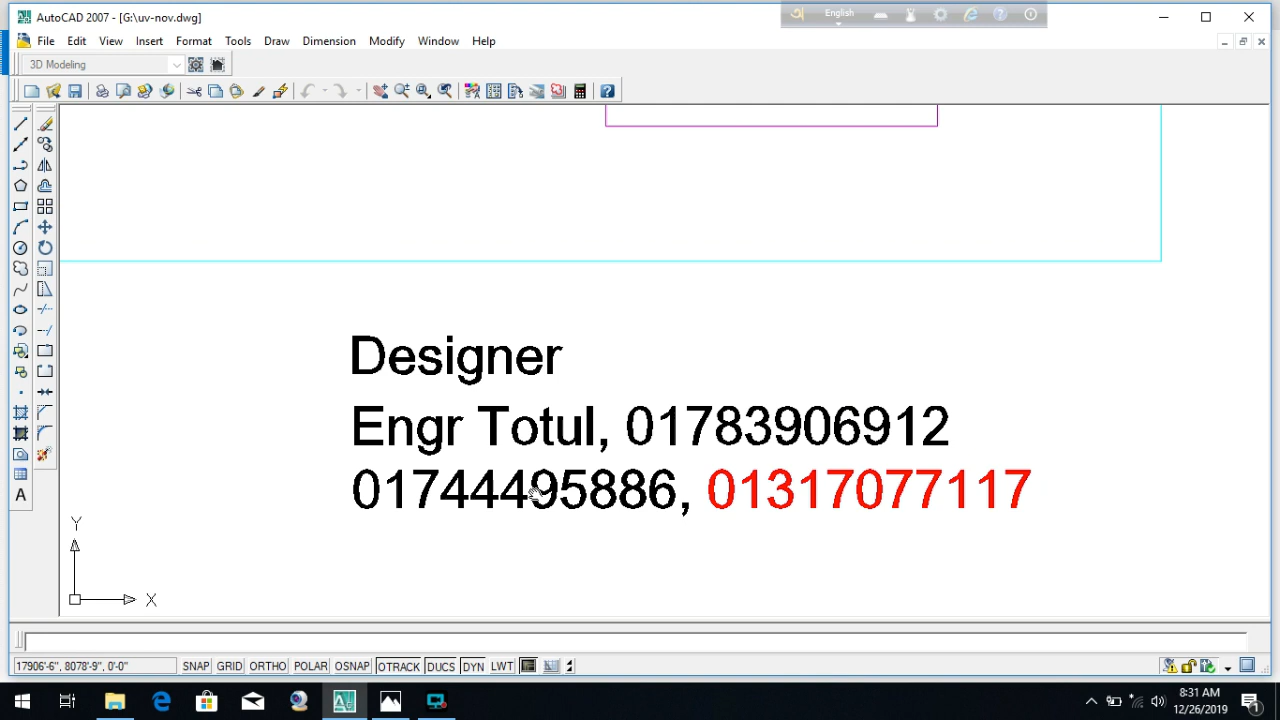 AutoCAD 2007 - [G:\uv-nov.dwg]
অ English
File Edit View Insert Format Tools Draw Dimension Modify Window Help
3D Modeling
Designer
Engr Totul, 01783906912
01744495886, 01317077117
Y
X
17906'-6", 8078'-9", 0'-0" SNAP GRID ORTHO POLAR OSNAP OTRACK DUCS DYN LWT
8:31 AM
12/26/2019
1